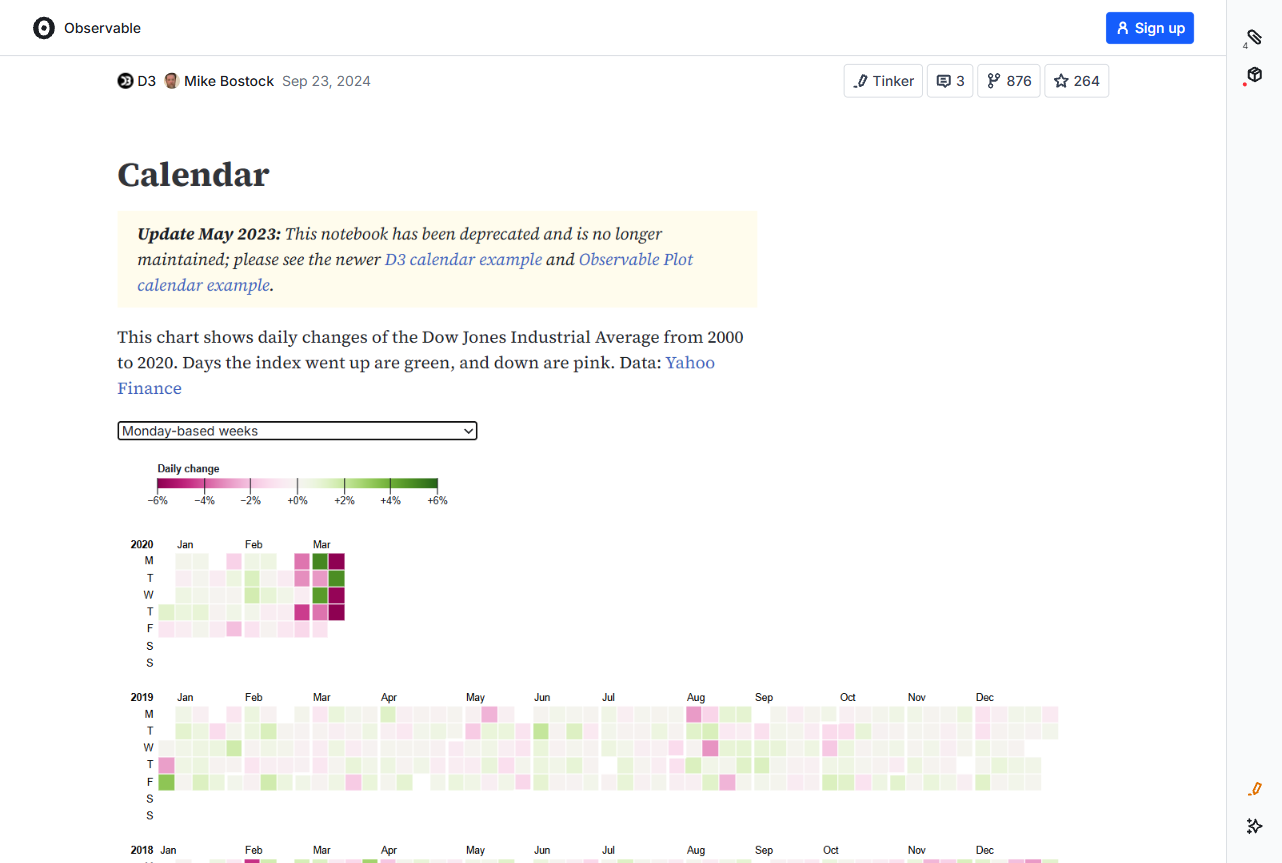 Observable
Sign up
4
D3 Mike Bostock Sep 23, 2024
Tinker 3 876 264
Calendar
Update May 2023: This notebook has been deprecated and is no longer
maintained; please see the newer D3 calendar example and Observable Plot
calendar example.
This chart shows daily changes of the Dow Jones Industrial Average from 2000
to 2020. Days the index went up are green, and down are pink. Data: Yahoo
Finance
Monday-based weeks
Daily change
−6% −4% −2% +0% +2% +4% +6%
2020 Jan Feb Mar
M
T
W
T
F
S
S
2019 Jan Feb Mar Apr May Jun Jul Aug Sep Oct Nov Dec
M
T
W
T
F
S
S
2018 Jan Feb Mar Apr May Jun Jul Aug Sep Oct Nov Dec